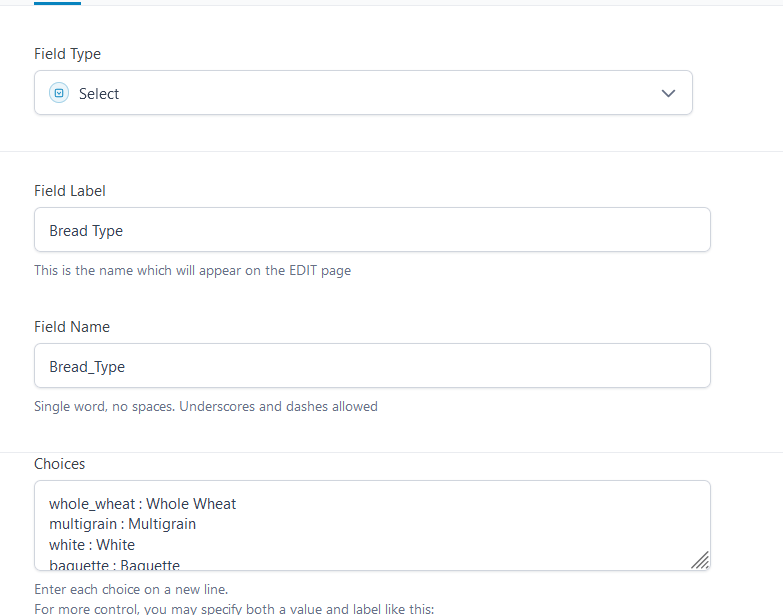 Field Type
Select
Field Label
Bread Type
This is the name which will appear on the EDIT page
Field Name
Bread_Type
Single word, no spaces. Underscores and dashes allowed
Choices
whole_wheat : Whole Wheat
multigrain : Multigrain
white : White
baguette : Baguette
Enter each choice on a new line.
For more control, you may specify both a value and label like this: